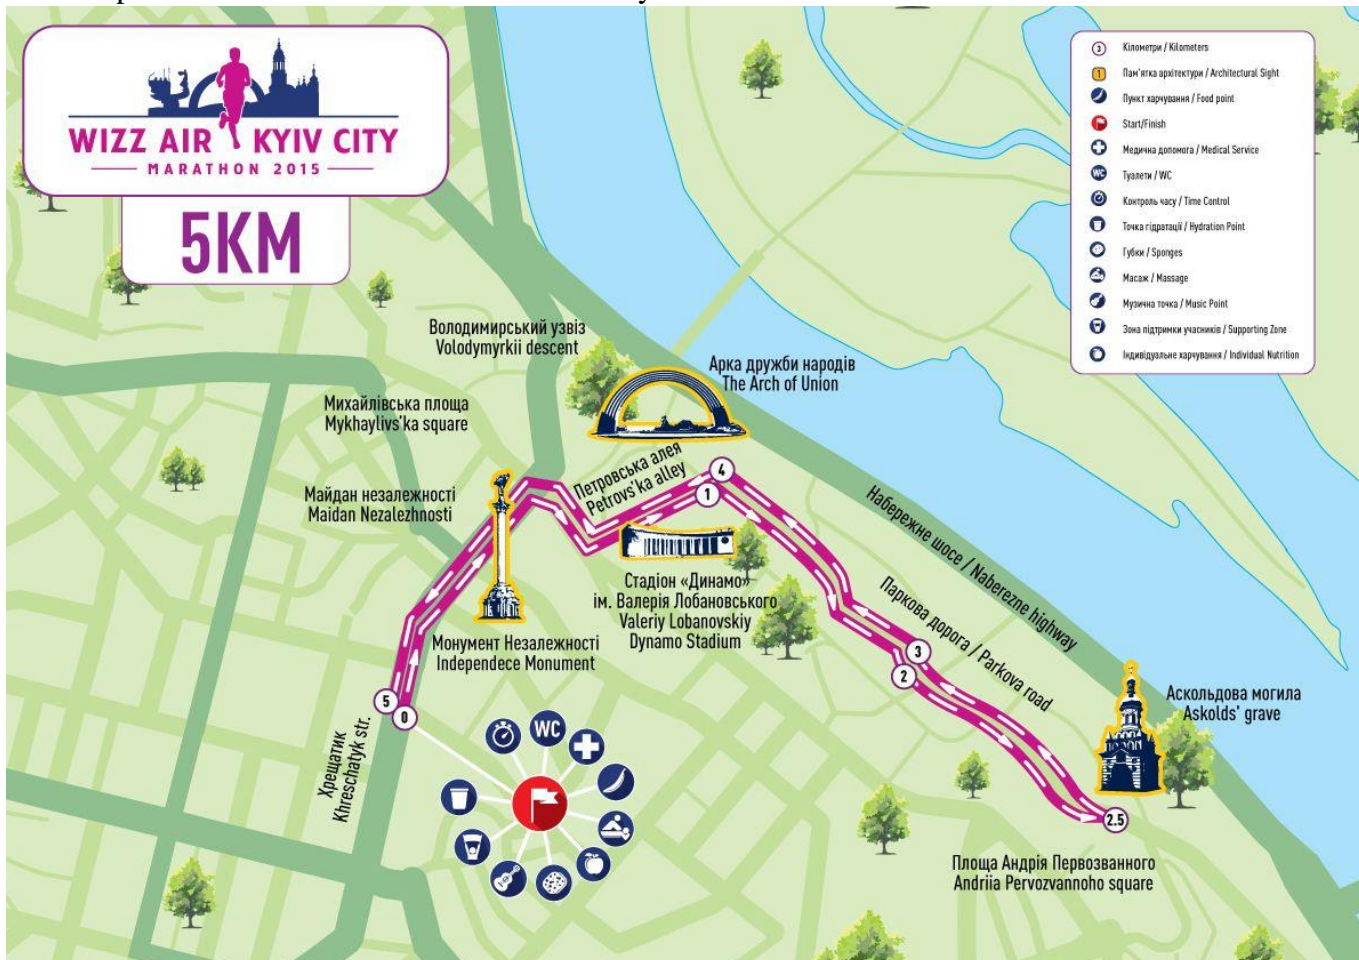 WIZZ AIR KYIV CITY
MARATHON 2015
5KM
3 Кілометри / Kilometers
1 Пам'ятка архітектури / Architectural Sight
Пункт харчування / Food point
Start/Finish
Медична допомога / Medical Service
WC Туалети / WC
Контроль часу / Time Control
Точка гідратації / Hydration Point
Губки / Sponges
Масаж / Massage
Музична точка / Music Point
Зона підтримки учасників / Supporting Zone
Індивідуальне харчування / Individual Nutrition
Володимирський узвіз
Volodymyrkii descent
Арка дружби народів
The Arch of Union
Михайлівська площа
Mykhaylivs'ka square
Петровська алея
Petrovs'ka alley
4
1
Майдан незалежності
Maidan Nezalezhnosti
Набережне шосе / Naberezne highway
Стадіон «Динамо»
ім. Валерія Лобановського
Valeriy Lobanovskiy
Dynamo Stadium
Паркова дорога / Parkova road
Монумент Незалежності
Independece Monument
3
2
Аскольдова могила
Askolds' grave
5
0
Хрещатик
Khreschatyk str.
WC
2.5
Площа Андрія Первозванного
Andriia Pervozvannoho square